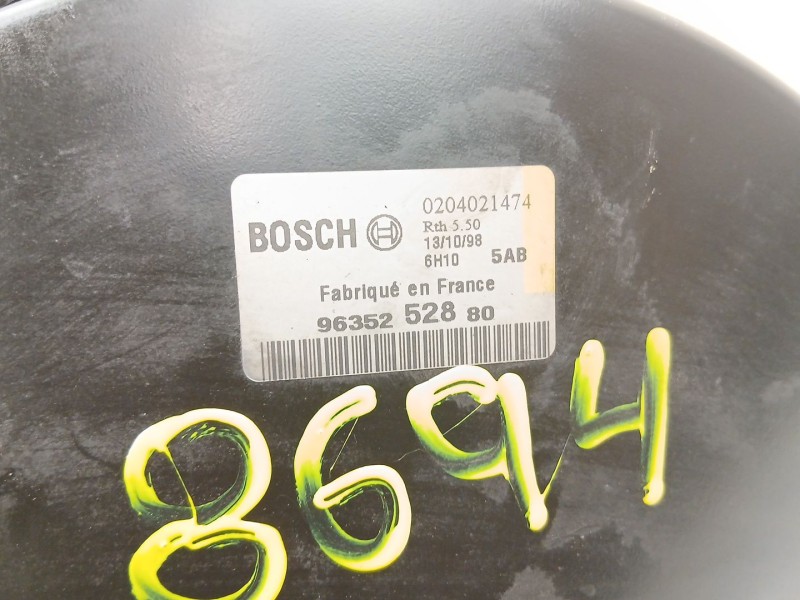 BOSCH
0204021474
Rth 5.50
13/10/98
6H10 5AB
Fabriqué en France
96352 528 80
8694